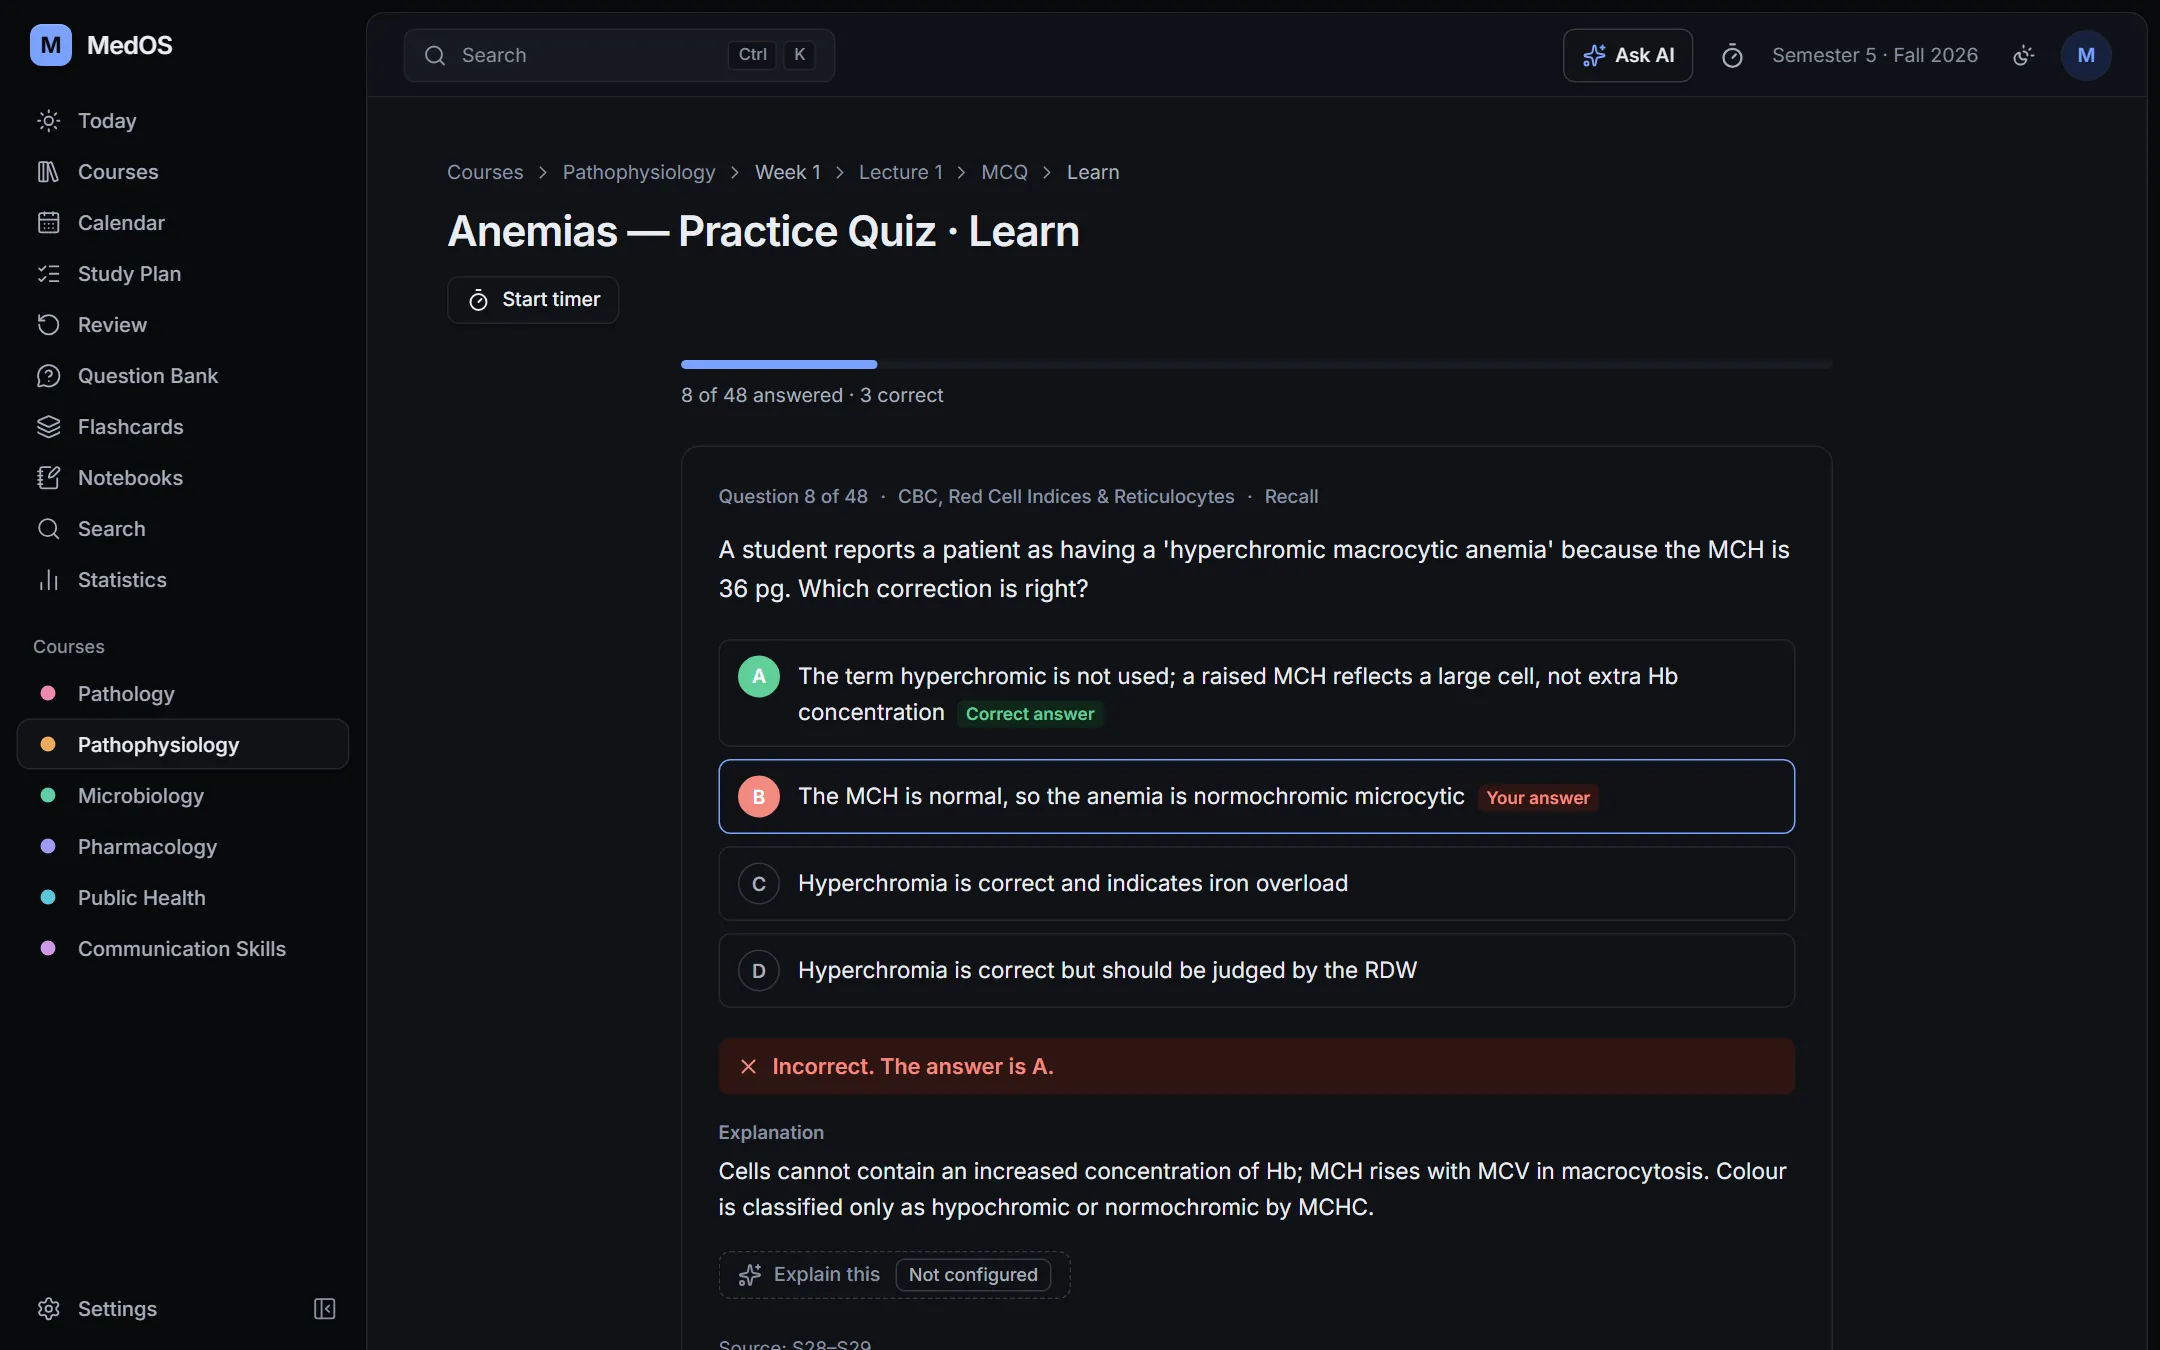 M MedOS
Today
Courses
Calendar
Study Plan
Review
Question Bank
Flashcards
Notebooks
Search
Statistics
Courses
Pathology
Pathophysiology
Microbiology
Pharmacology
Public Health
Communication Skills
Settings
Search Ctrl K
Ask AI Semester 5 · Fall 2026 M
Courses > Pathophysiology > Week 1 > Lecture 1 > MCQ > Learn
Anemias — Practice Quiz · Learn
Start timer
8 of 48 answered · 3 correct
Question 8 of 48 · CBC, Red Cell Indices & Reticulocytes · Recall
A student reports a patient as having a 'hyperchromic macrocytic anemia' because the MCH is
36 pg. Which correction is right?
A The term hyperchromic is not used; a raised MCH reflects a large cell, not extra Hb
concentration Correct answer
B The MCH is normal, so the anemia is normochromic microcytic Your answer
C Hyperchromia is correct and indicates iron overload
D Hyperchromia is correct but should be judged by the RDW
Incorrect. The answer is A.
Explanation
Cells cannot contain an increased concentration of Hb; MCH rises with MCV in macrocytosis. Colour
is classified only as hypochromic or normochromic by MCHC.
Explain this Not configured
Source: S28–S29